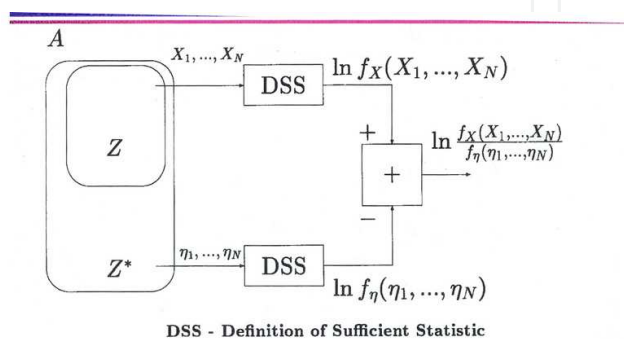 A
X₁, ..., X_N
DSS
ln f_X(X₁, ..., X_N)
Z
+
+
−
ln f_X(X₁,...,X_N) / f_η(η₁,...,η_N)
Z*
η₁, ..., η_N
DSS
ln f_η(η₁, ..., η_N)
DSS - Definition of Sufficient Statistic